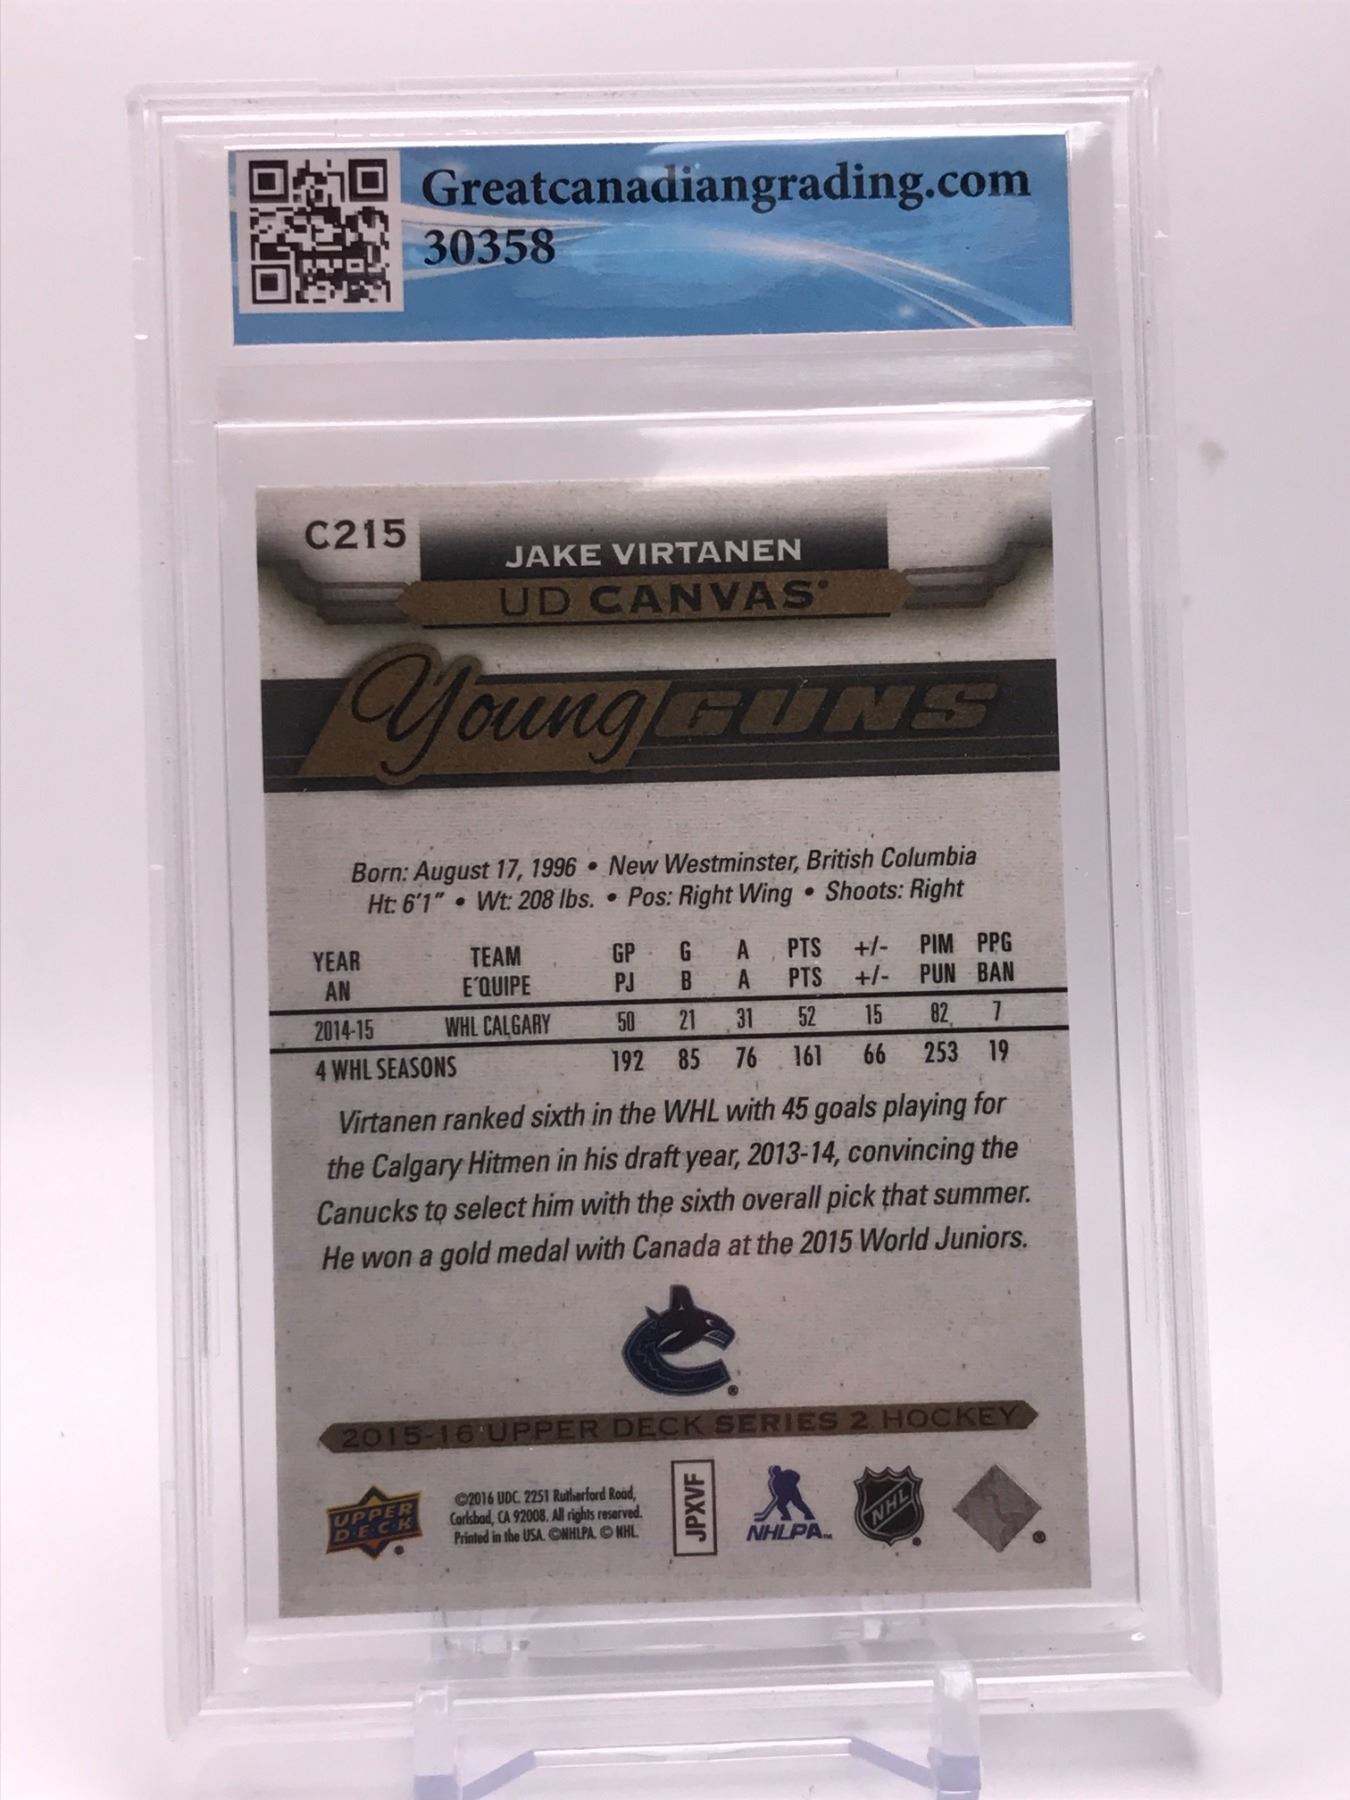 Greatcanadiangrading.com
30358
C215
JAKE VIRTANEN
UD CANVAS®
Young GUNS
Born: August 17, 1996 • New Westminster, British Columbia
Ht: 6'1" • Wt: 208 lbs. • Pos: Right Wing • Shoots: Right
YEAR TEAM GP G A PTS +/- PIM PPG
AN E'QUIPE PJ B A PTS +/- PUN BAN
2014-15 WHL CALGARY 50 21 31 52 15 82 7
4 WHL SEASONS 192 85 76 161 66 253 19
Virtanen ranked sixth in the WHL with 45 goals playing for
the Calgary Hitmen in his draft year, 2013-14, convincing the
Canucks to select him with the sixth overall pick that summer.
He won a gold medal with Canada at the 2015 World Juniors.
®
2015-16 UPPER DECK SERIES 2 HOCKEY
UPPER
DECK
®
©2016 UDC. 2251 Rutherford Road,
Carlsbad, CA 92008. All rights reserved.
Printed in the USA. ©NHLPA. © NHL.
JPXVF
NHLPA™
NHL
®
®